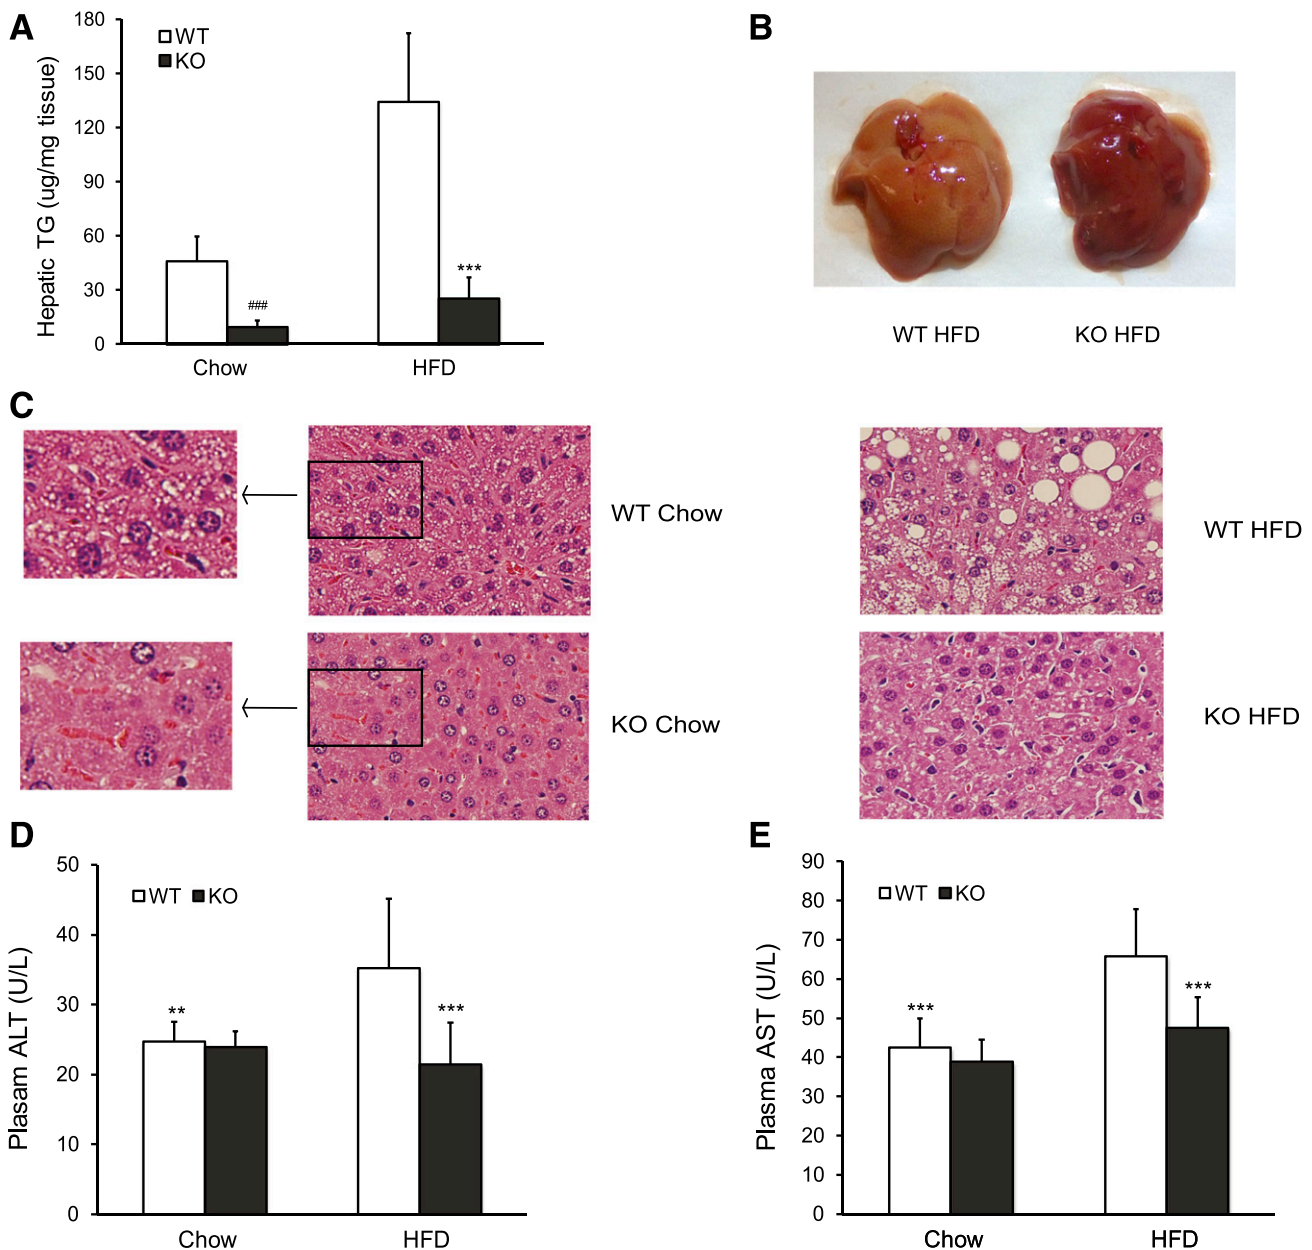 A
Hepatic TG (ug/mg tissue)
180
150
120
90
60
30
0
WT
KO
###
***
Chow
HFD
B
WT HFD
KO HFD
C
WT Chow
WT HFD
KO Chow
KO HFD
D
Plasam ALT (U/L)
50
40
30
20
10
0
WT KO
**
***
Chow
HFD
E
Plasma AST (U/L)
90
80
70
60
50
40
30
20
10
0
WT KO
***
***
Chow
HFD